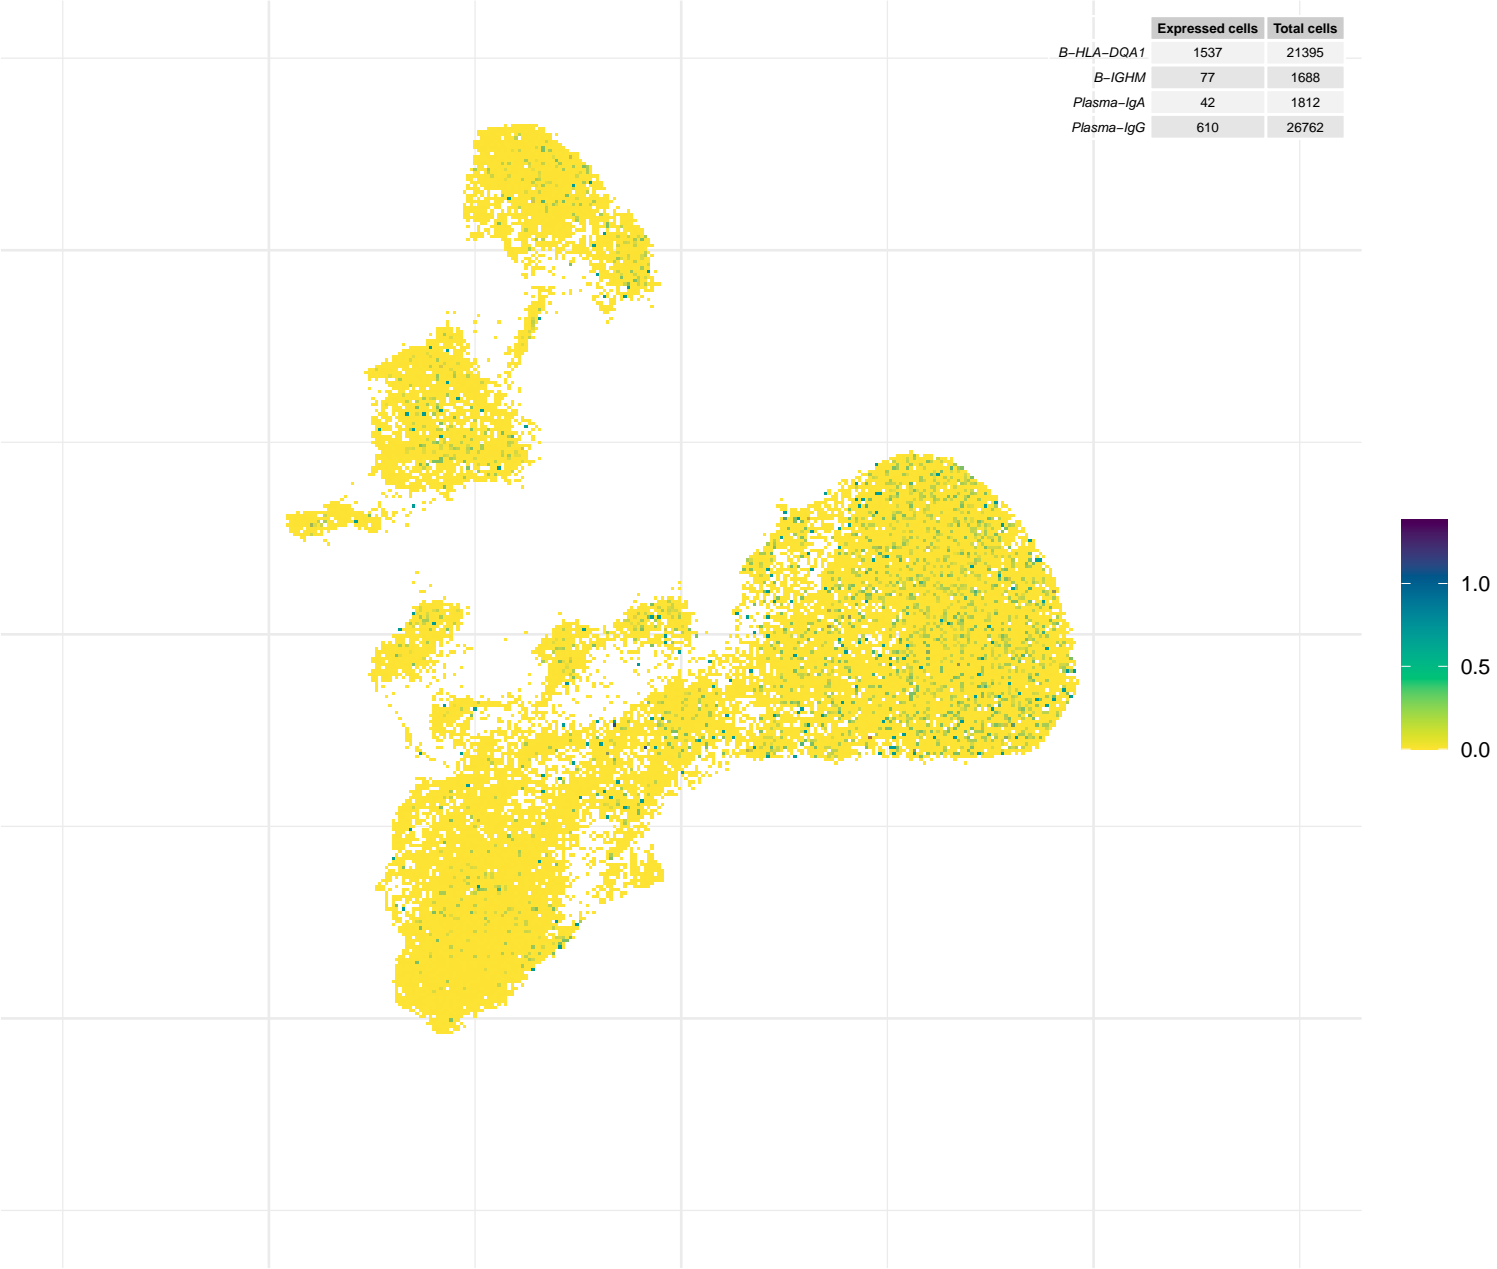 Expressed cells Total cells
B−HLA−DQA1 1537 21395
B−IGHM 77 1688
Plasma−IgA 42 1812
Plasma−IgG 610 26762
1.0
0.5
0.0